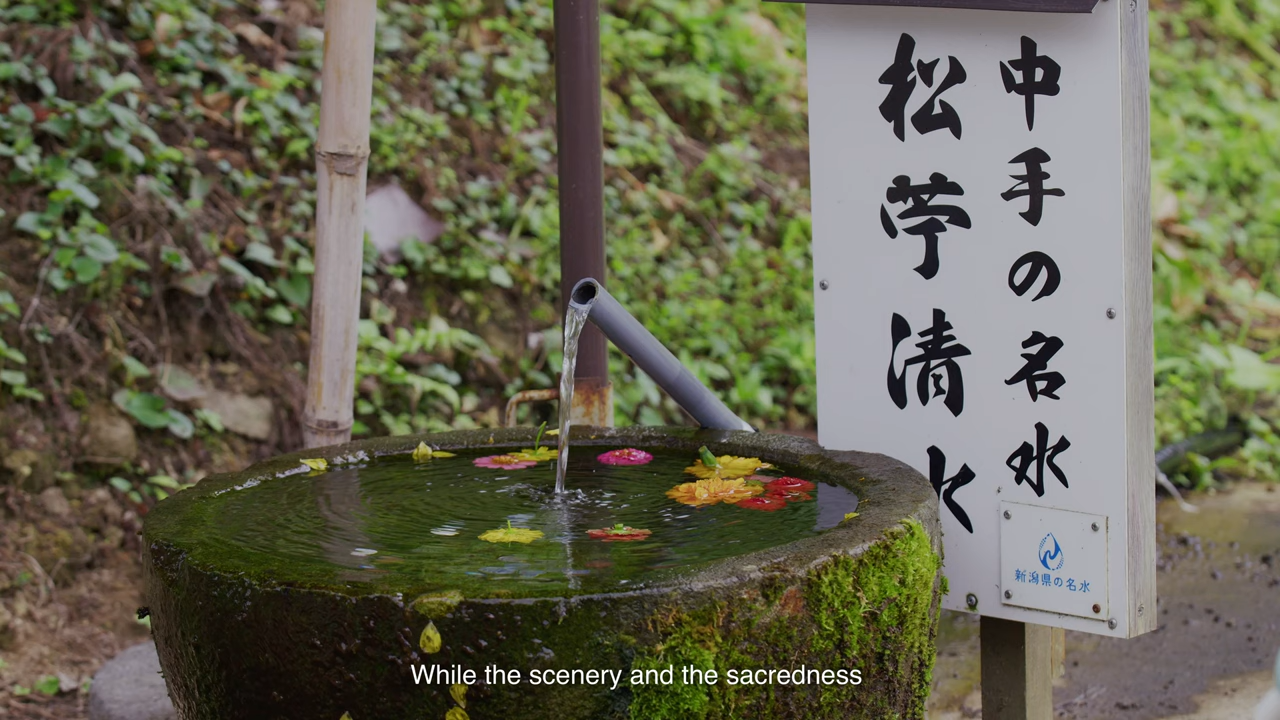 中手の名水
松苧清水
新潟県の名水
While the scenery and the sacredness